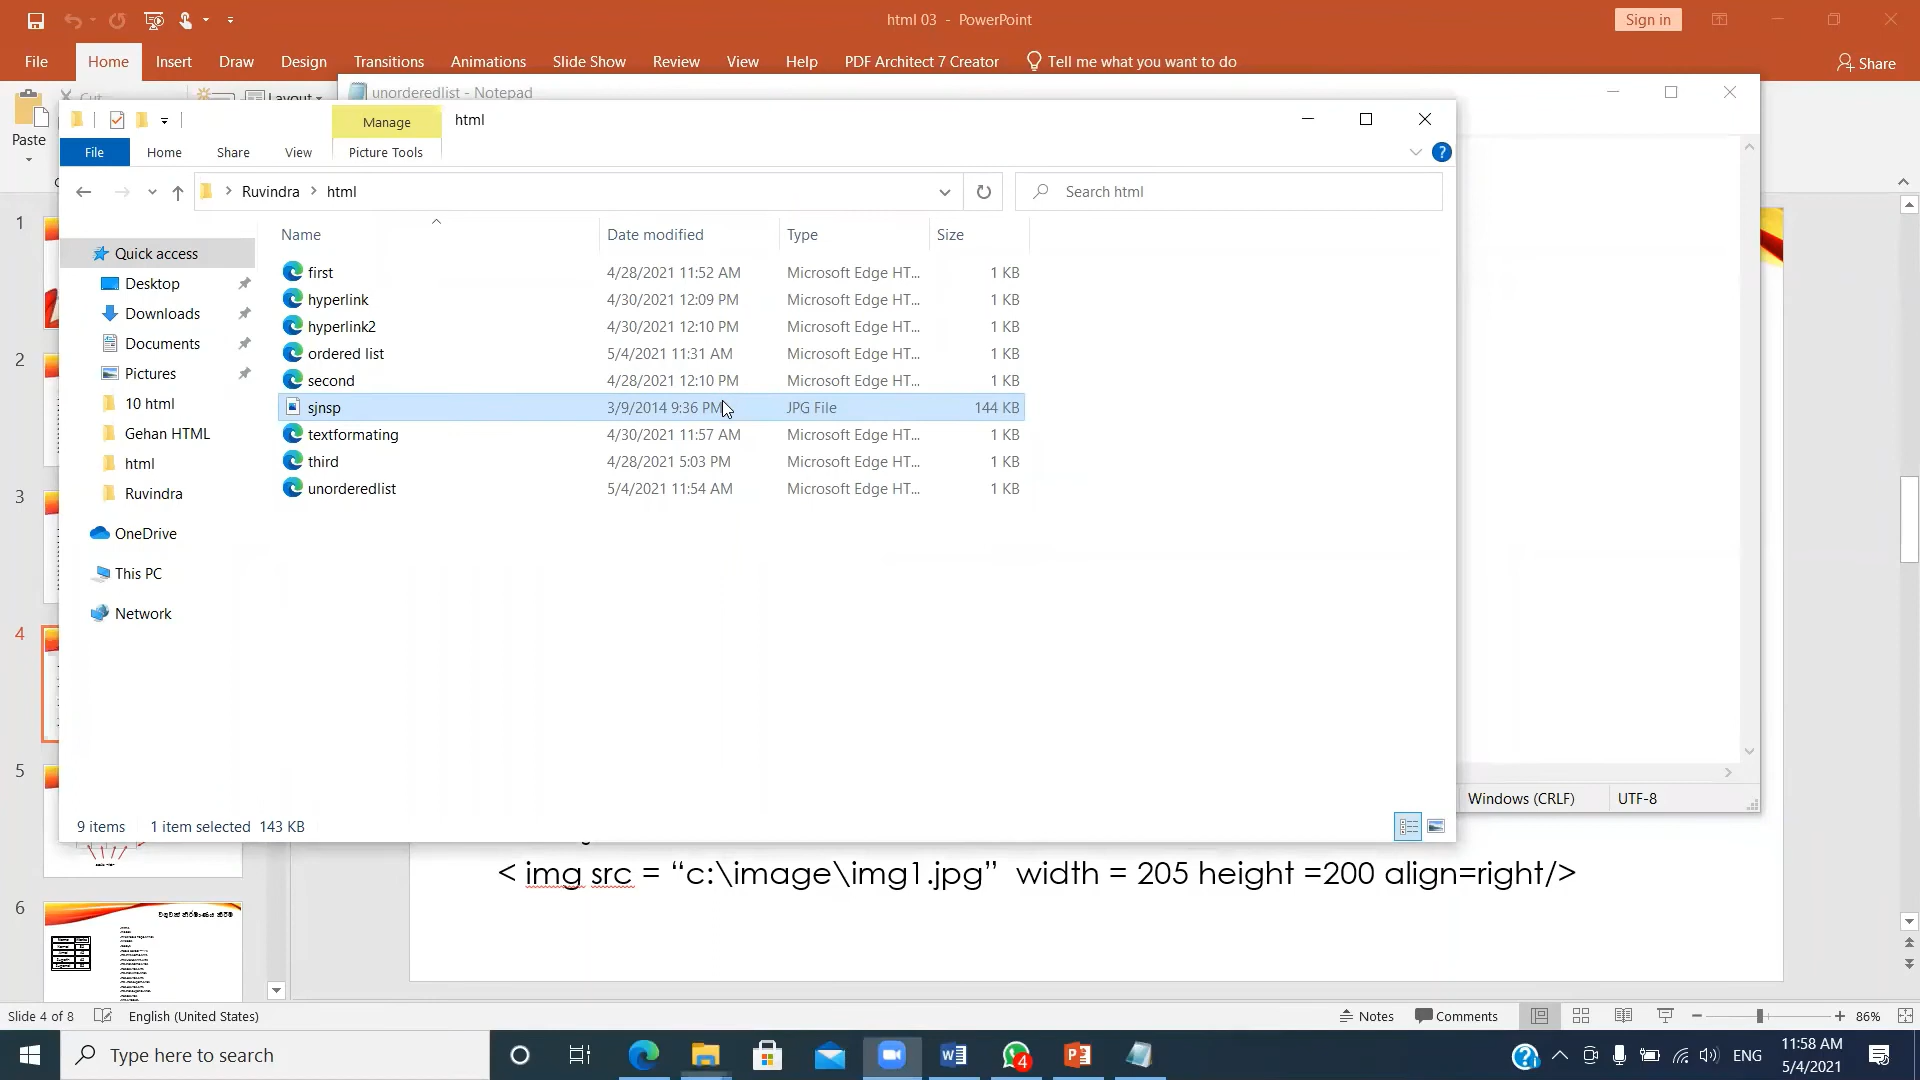 html 03 - PowerPoint
Sign in
File Home Insert Draw Design Transitions Animations Slide Show Review View Help PDF Architect 7 Creator Tell me what you want to do
Share
Cut
Layout
Paste
unorderedlist - Notepad
Manage
html
File Home Share View Picture Tools
Ruvindra > html
Search html
Name Date modified Type Size
Quick access
Desktop
Downloads
Documents
Pictures
10 html
Gehan HTML
html
Ruvindra
OneDrive
This PC
Network
first 4/28/2021 11:52 AM Microsoft Edge HT... 1 KB
hyperlink 4/30/2021 12:09 PM Microsoft Edge HT... 1 KB
hyperlink2 4/30/2021 12:10 PM Microsoft Edge HT... 1 KB
ordered list 5/4/2021 11:31 AM Microsoft Edge HT... 1 KB
second 4/28/2021 12:10 PM Microsoft Edge HT... 1 KB
sjnsp 3/9/2014 9:36 PM JPG File 144 KB
textformating 4/30/2021 11:57 AM Microsoft Edge HT... 1 KB
third 4/28/2021 5:03 PM Microsoft Edge HT... 1 KB
unorderedlist 5/4/2021 11:54 AM Microsoft Edge HT... 1 KB
9 items 1 item selected 143 KB
Windows (CRLF) UTF-8
1
2
3
4
5
6
< img src = “c:\image\img1.jpg” width = 205 height =200 align=right/>
Slide 4 of 8 English (United States)
Notes Comments 86%
Type here to search
4
ENG
11:58 AM
5/4/2021